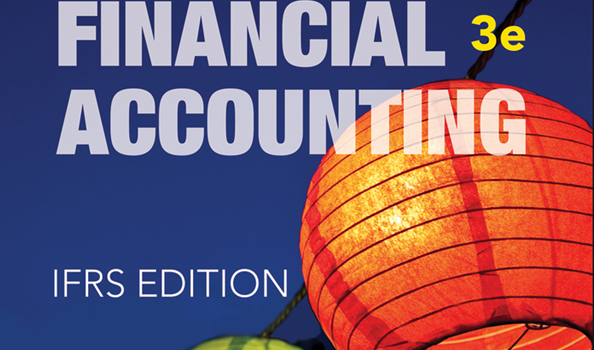 FINANCIAL 3e
ACCOUNTING
IFRS EDITION